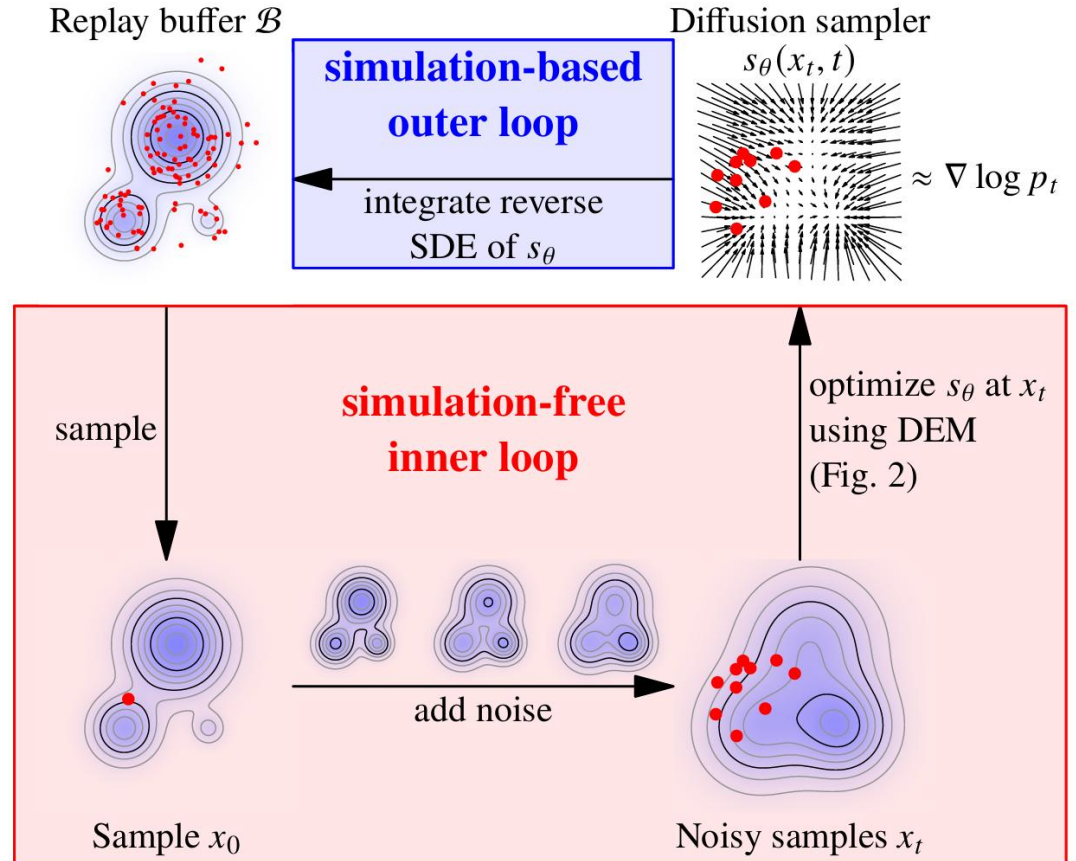 Replay buffer ℬ
simulation-based
outer loop
integrate reverse
SDE of s_θ
Diffusion sampler
s_θ(x_t, t)
≈ ∇ log p_t
sample
simulation-free
inner loop
optimize s_θ at x_t
using DEM
(Fig. 2)
add noise
Sample x_0
Noisy samples x_t